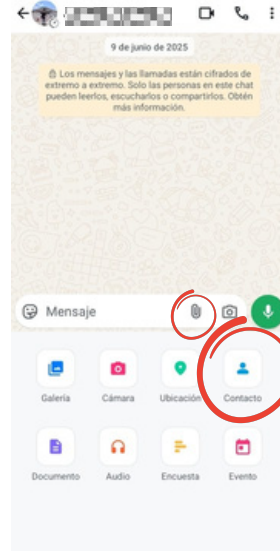 9 de junio de 2025
Los mensajes y las llamadas están cifrados de
extremo a extremo. Solo las personas en este chat
pueden leerlos, escucharlos o compartirlos. Obtén
más información.
Mensaje
Galería Cámara Ubicación Contacto
Documento Audio Encuesta Evento